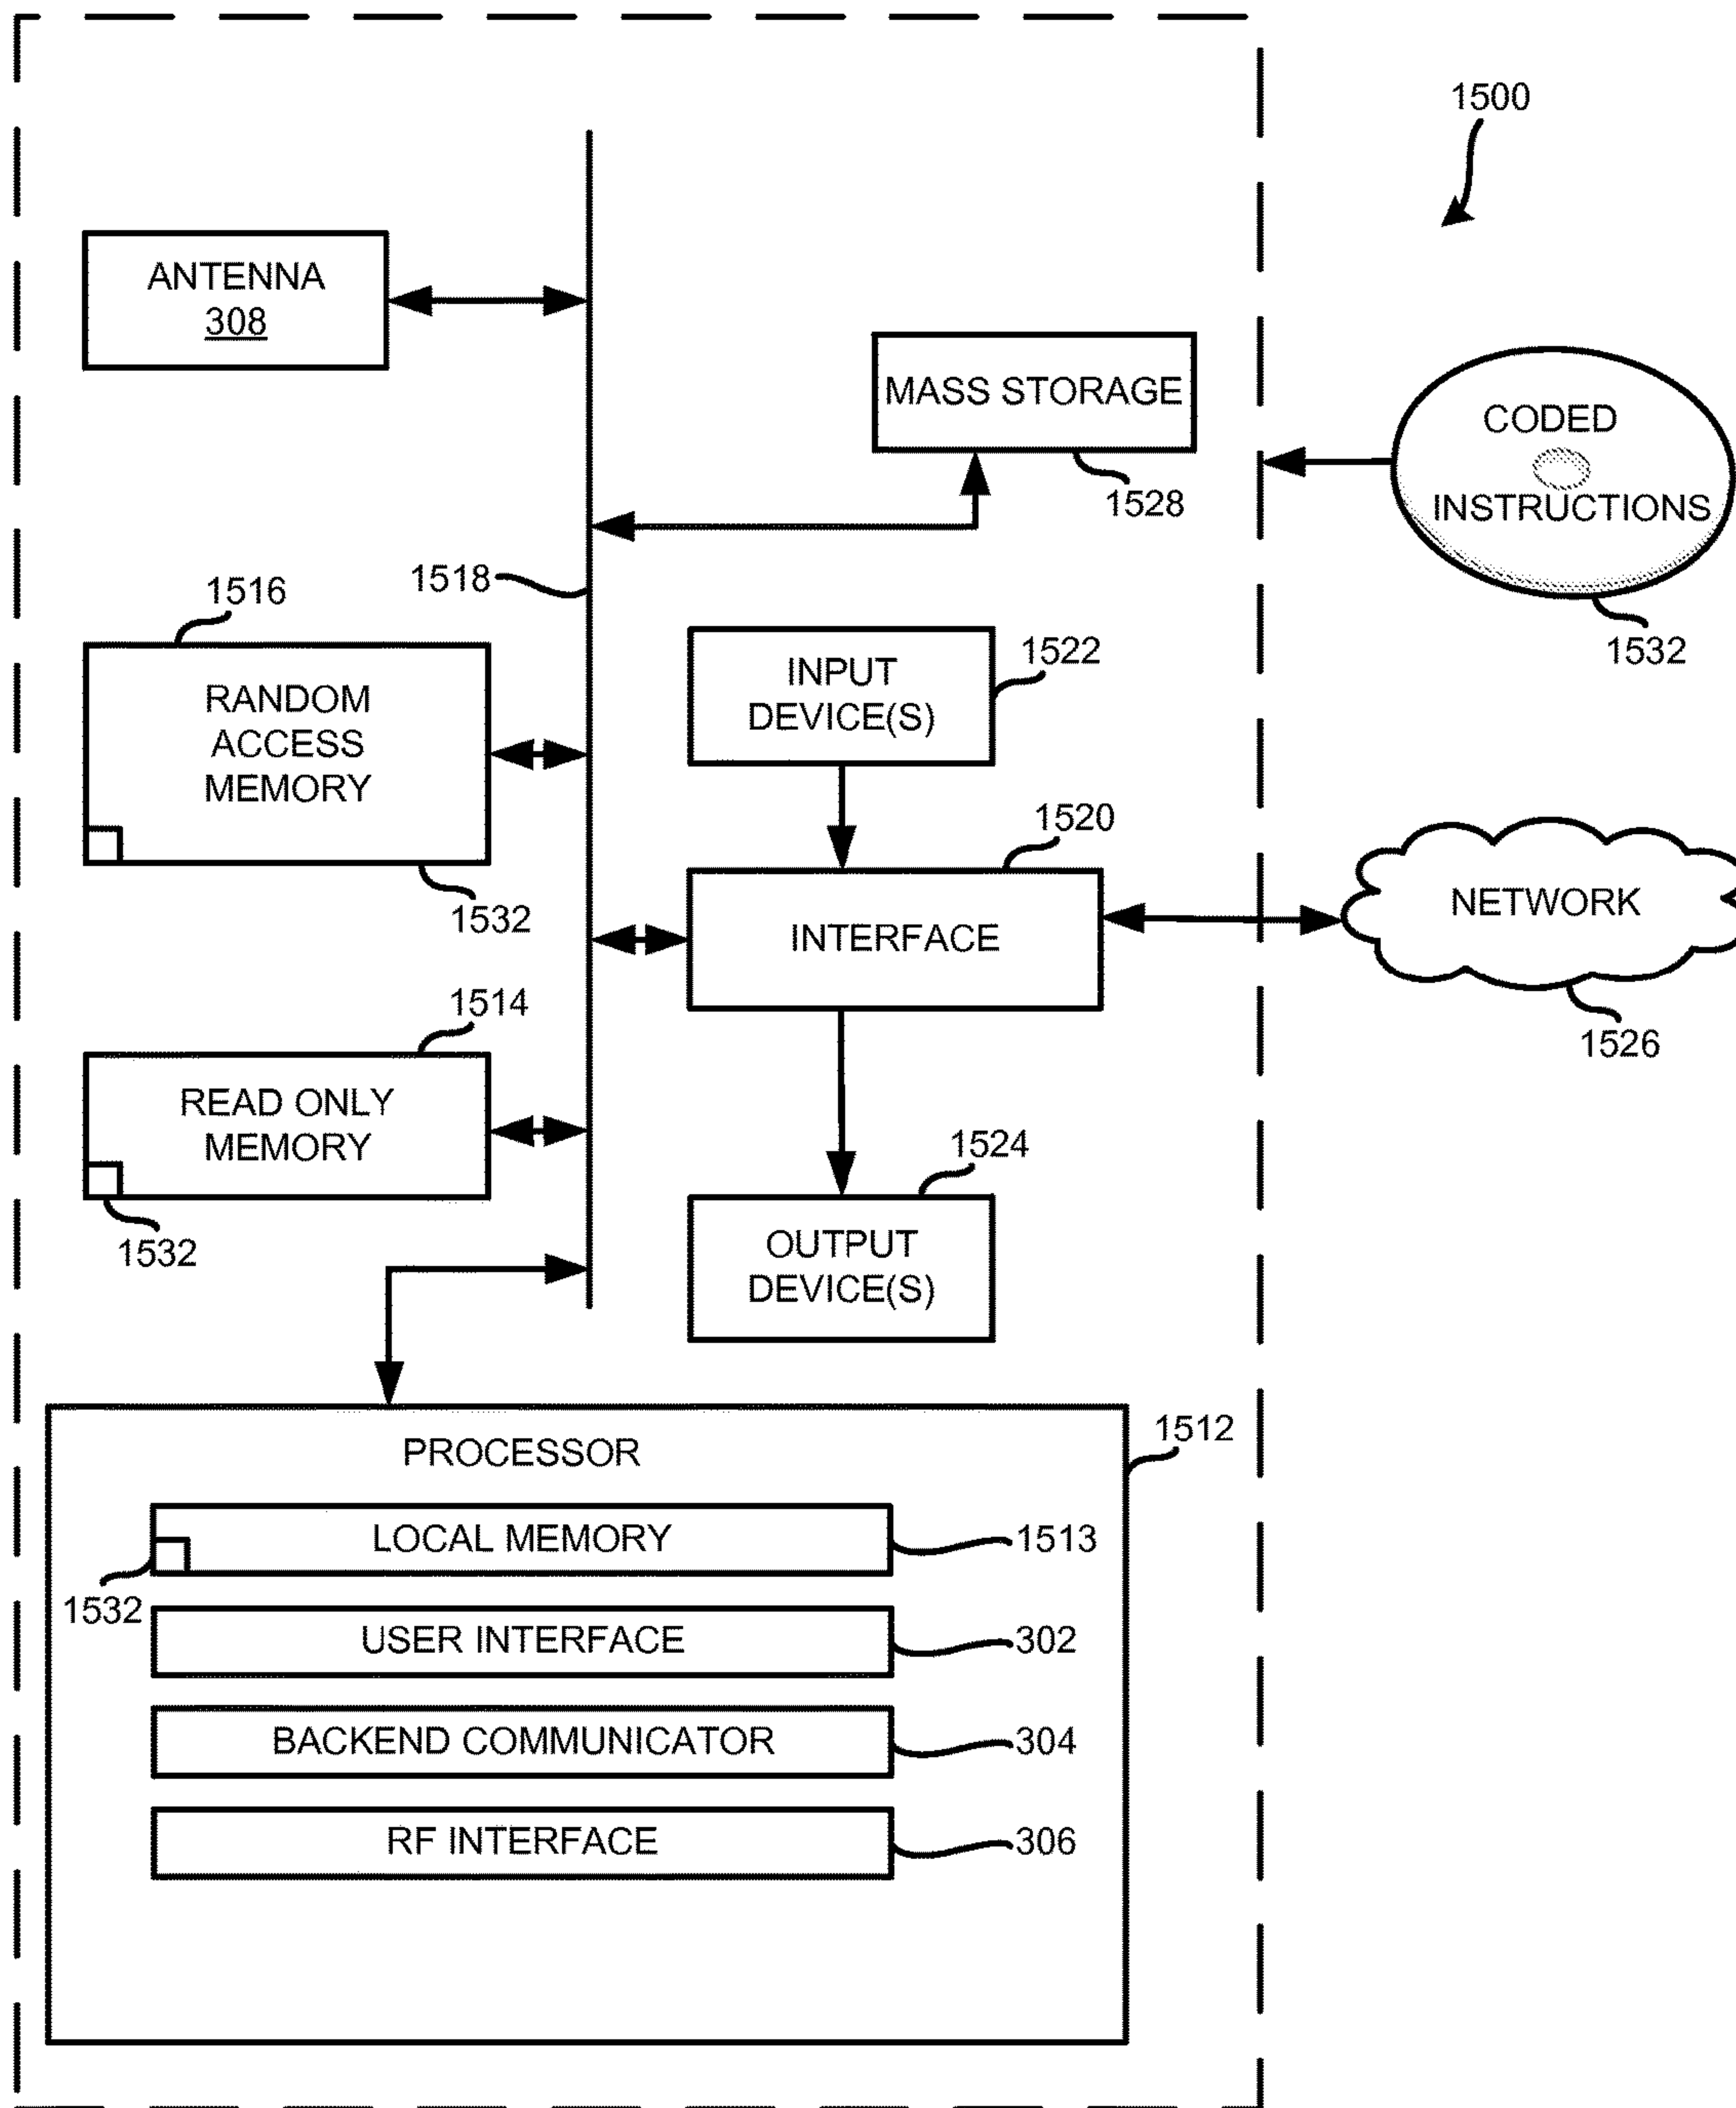 1500
ANTENNA
308
MASS STORAGE
1528
CODED
INSTRUCTIONS
1532
1518
1516
RANDOM
ACCESS
MEMORY
1532
INPUT
DEVICE(S)
1522
1520
INTERFACE
NETWORK
1526
1514
READ ONLY
MEMORY
1532
1524
OUTPUT
DEVICE(S)
1512
PROCESSOR
LOCAL MEMORY
1513
1532
USER INTERFACE
302
BACKEND COMMUNICATOR
304
RF INTERFACE
306